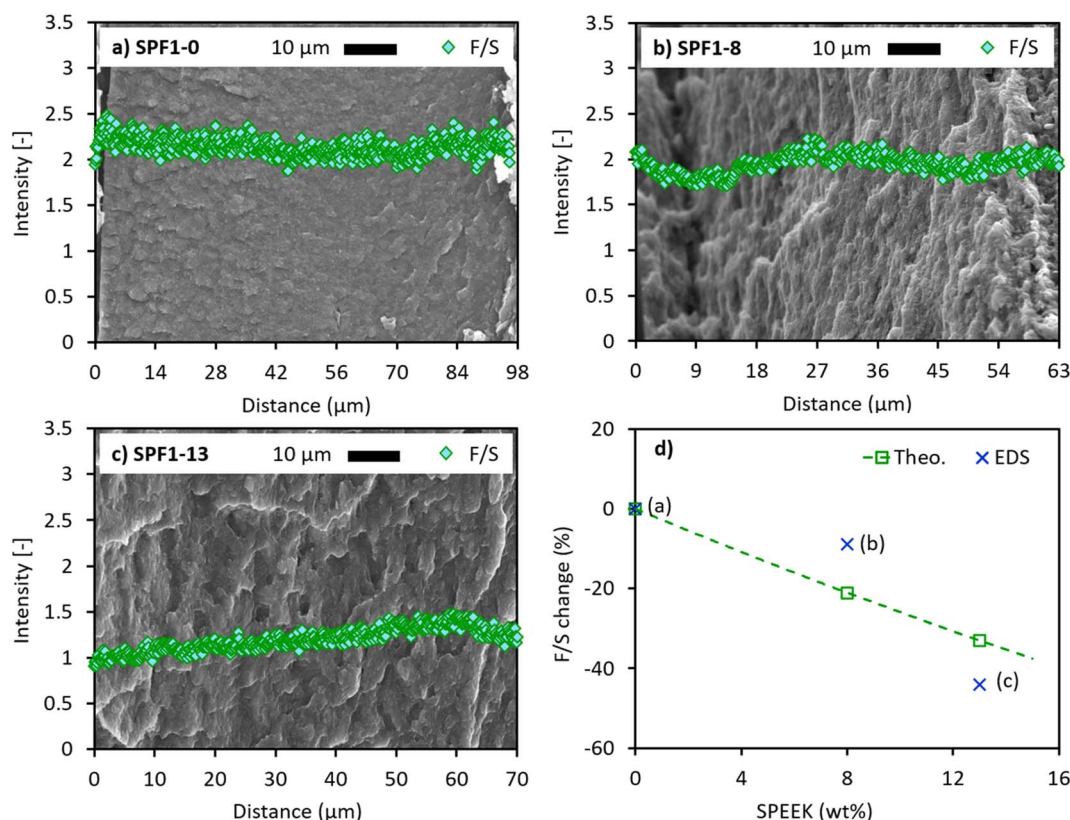 a) SPF1-0 10 µm F/S
3.5
3
2.5
2
1.5
1
0.5
0
Intensity [-]
0 14 28 42 56 70 84 98
Distance (µm)
b) SPF1-8 10 µm F/S
3.5
3
2.5
2
1.5
1
0.5
0
Intensity [-]
0 9 18 27 36 45 54 63
Distance (µm)
c) SPF1-13 10 µm F/S
3.5
3
2.5
2
1.5
1
0.5
0
Intensity [-]
0 10 20 30 40 50 60 70
Distance (µm)
d) Theo. EDS
20
0
-20
-40
-60
F/S change (%)
(a)
(b)
(c)
0 4 8 12 16
SPEEK (wt%)